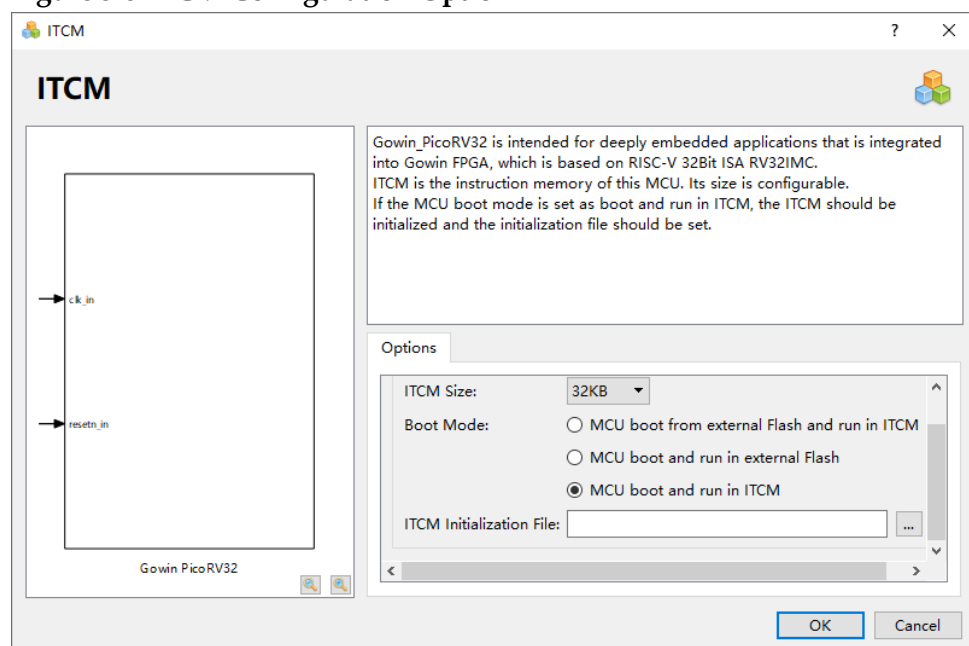 ITCM
?
ITCM
clk_in
resetn_in
Gowin PicoRV32
Gowin_PicoRV32 is intended for deeply embedded applications that is integrated
into Gowin FPGA, which is based on RISC-V 32Bit ISA RV32IMC.
ITCM is the instruction memory of this MCU. Its size is configurable.
If the MCU boot mode is set as boot and run in ITCM, the ITCM should be
initialized and the initialization file should be set.
Options
ITCM Size: 32KB
Boot Mode: MCU boot from external Flash and run in ITCM
MCU boot and run in external Flash
MCU boot and run in ITCM
ITCM Initialization File: ...
OK Cancel